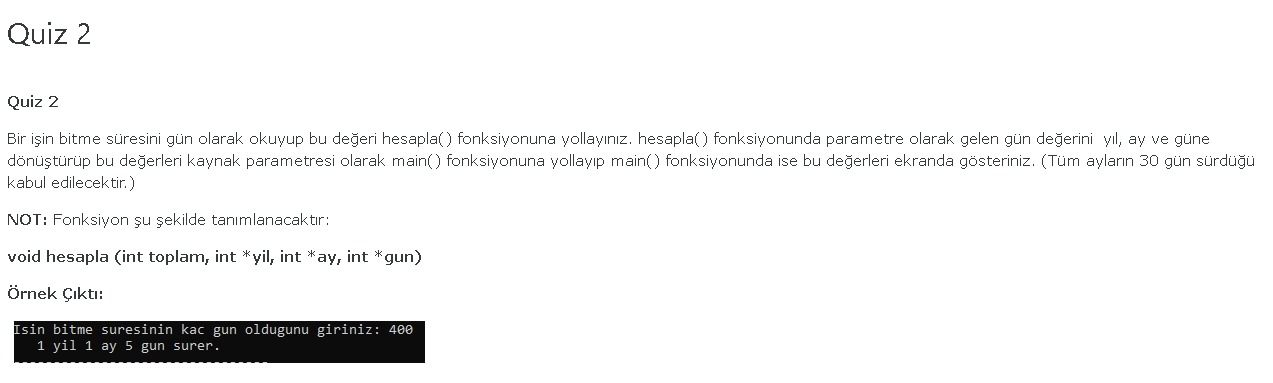 Quiz 2
Quiz 2
Bir işin bitme süresini gün olarak okuyup bu değeri hesapla() fonksiyonuna yollayınız. hesapla() fonksiyonunda parametre olarak gelen gün değerini yıl, ay ve güne
dönüştürüp bu değerleri kaynak parametresi olarak main() fonksiyonuna yollayıp main() fonksiyonunda ise bu değerleri ekranda gösteriniz. (Tüm ayların 30 gün sürdüğü
kabul edilecektir.)
NOT: Fonksiyon şu şekilde tanımlanacaktır:
void hesapla (int toplam, int *yil, int *ay, int *gun)
Örnek Çıktı:
Isin bitme suresinin kac gun oldugunu giriniz: 400
1 yil 1 ay 5 gun surer.
--------------------------------